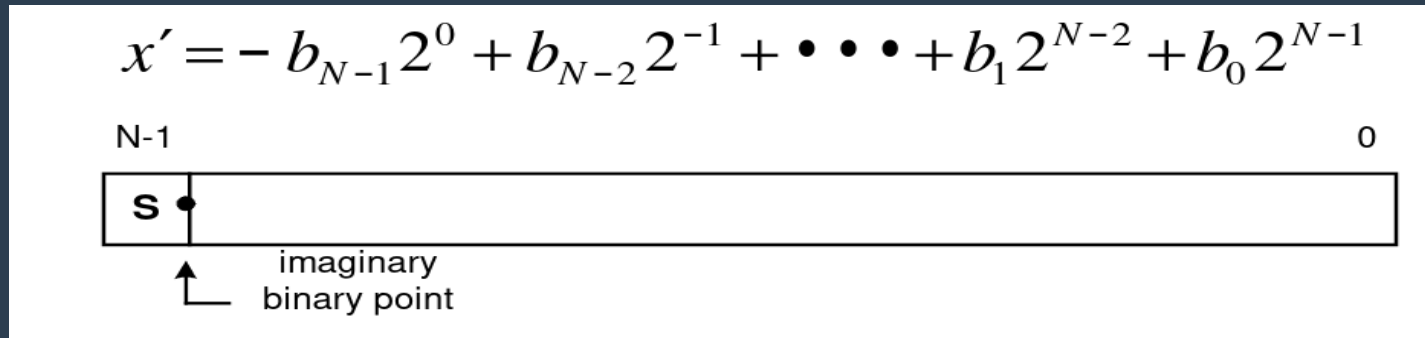 x′ = − b_{N−1} 2^0 + b_{N−2} 2^{−1} + • • • + b_1 2^{N−2} + b_0 2^{N−1}
N-1 0
S
imaginary
binary point